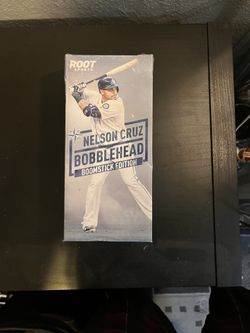 ROOT
SPORTS
NELSON CRUZ
BOBBLEHEAD
BOOMSTICK EDITION